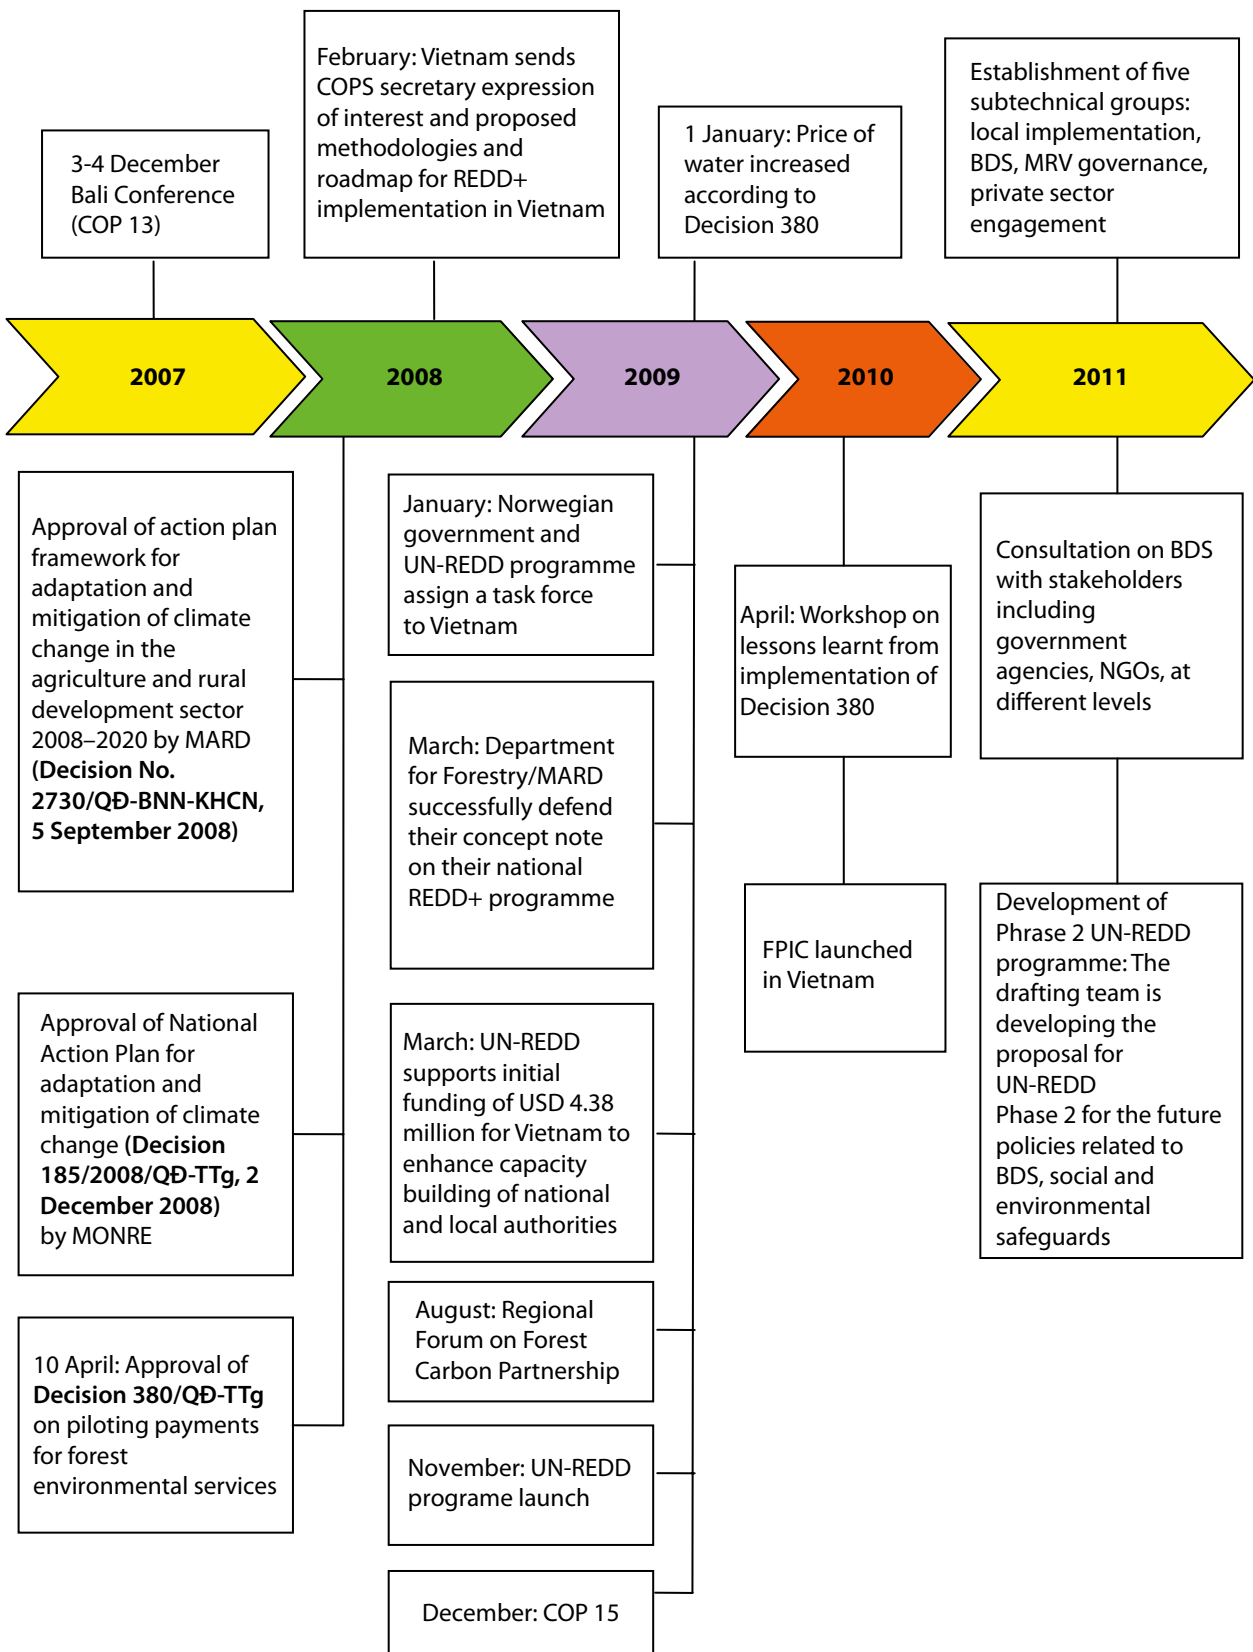 3-4 December
Bali Conference
(COP 13)
February: Vietnam sends
COPS secretary expression
of interest and proposed
methodologies and
roadmap for REDD+
implementation in Vietnam
1 January: Price of
water increased
according to
Decision 380
Establishment of five
subtechnical groups:
local implementation,
BDS, MRV governance,
private sector
engagement
2007
2008
2009
2010
2011
Approval of action plan
framework for
adaptation and
mitigation of climate
change in the
agriculture and rural
development sector
2008–2020 by MARD
(Decision No.
2730/QĐ-BNN-KHCN,
5 September 2008)
Approval of National
Action Plan for
adaptation and
mitigation of climate
change (Decision
185/2008/QĐ-TTg, 2
December 2008)
by MONRE
10 April: Approval of
Decision 380/QĐ-TTg
on piloting payments
for forest
environmental services
January: Norwegian
government and
UN-REDD programme
assign a task force
to Vietnam
March: Department
for Forestry/MARD
successfully defend
their concept note
on their national
REDD+ programme
March: UN-REDD
supports initial
funding of USD 4.38
million for Vietnam to
enhance capacity
building of national
and local authorities
August: Regional
Forum on Forest
Carbon Partnership
November: UN-REDD
programe launch
December: COP 15
April: Workshop on
lessons learnt from
implementation of
Decision 380
FPIC launched
in Vietnam
Consultation on BDS
with stakeholders
including
government
agencies, NGOs, at
different levels
Development of
Phrase 2 UN-REDD
programme: The
drafting team is
developing the
proposal for
UN-REDD
Phase 2 for the future
policies related to
BDS, social and
environmental
safeguards